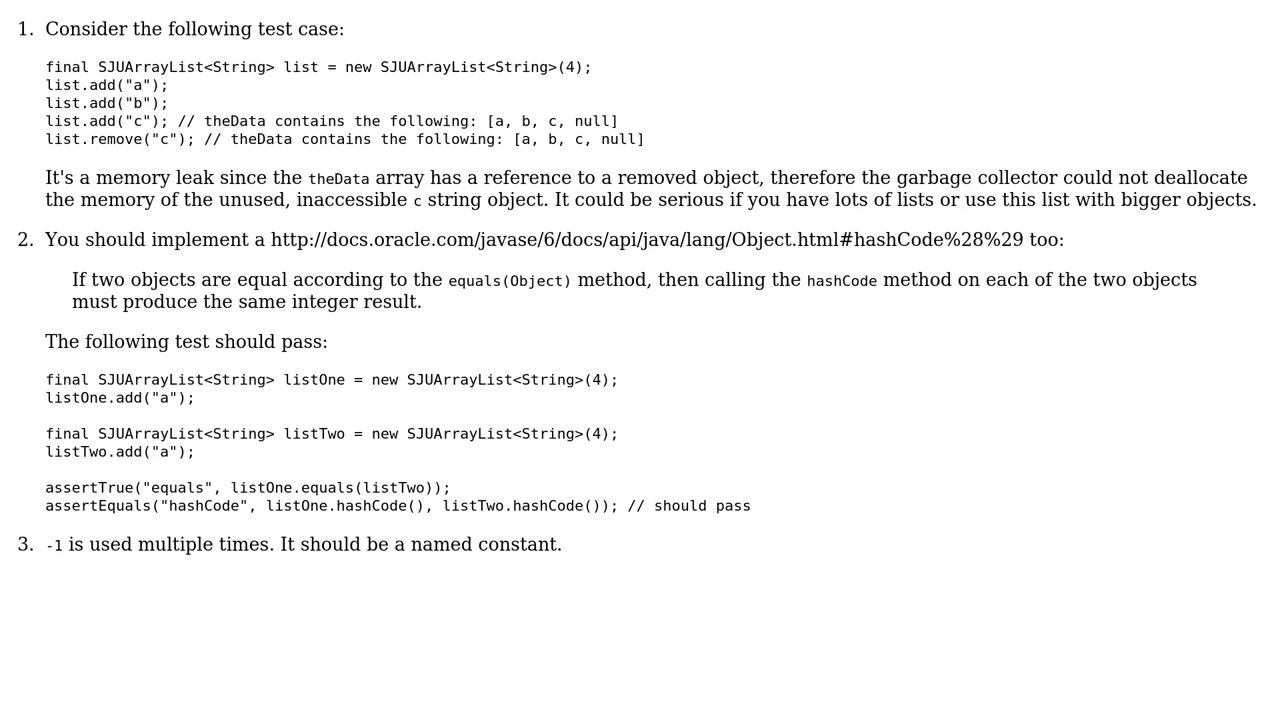 1. Consider the following test case:
final SJUArrayList<String> list = new SJUArrayList<String>(4);
list.add("a");
list.add("b");
list.add("c"); // theData contains the following: [a, b, c, null]
list.remove("c"); // theData contains the following: [a, b, c, null]
It's a memory leak since the theData array has a reference to a removed object, therefore the garbage collector could not deallocate
the memory of the unused, inaccessible c string object. It could be serious if you have lots of lists or use this list with bigger objects.
2. You should implement a http://docs.oracle.com/javase/6/docs/api/java/lang/Object.html#hashCode%28%29 too:
If two objects are equal according to the equals(Object) method, then calling the hashCode method on each of the two objects
must produce the same integer result.
The following test should pass:
final SJUArrayList<String> listOne = new SJUArrayList<String>(4);
listOne.add("a");
final SJUArrayList<String> listTwo = new SJUArrayList<String>(4);
listTwo.add("a");
assertTrue("equals", listOne.equals(listTwo));
assertEquals("hashCode", listOne.hashCode(), listTwo.hashCode()); // should pass
3. -1 is used multiple times. It should be a named constant.